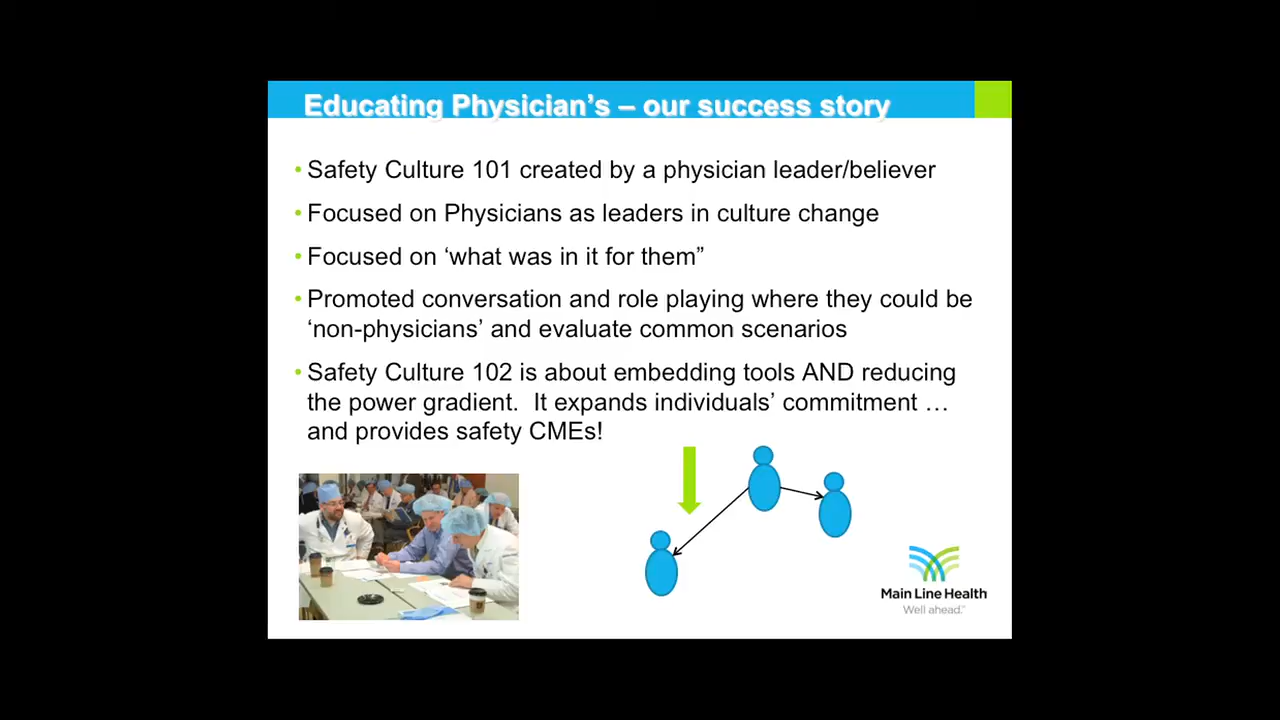 Educating Physician's – our success story
• Safety Culture 101 created by a physician leader/believer
• Focused on Physicians as leaders in culture change
• Focused on ‘what was in it for them”
• Promoted conversation and role playing where they could be
‘non-physicians’ and evaluate common scenarios
• Safety Culture 102 is about embedding tools AND reducing
the power gradient.  It expands individuals’ commitment …
and provides safety CMEs!
Main Line Health
Well ahead.™